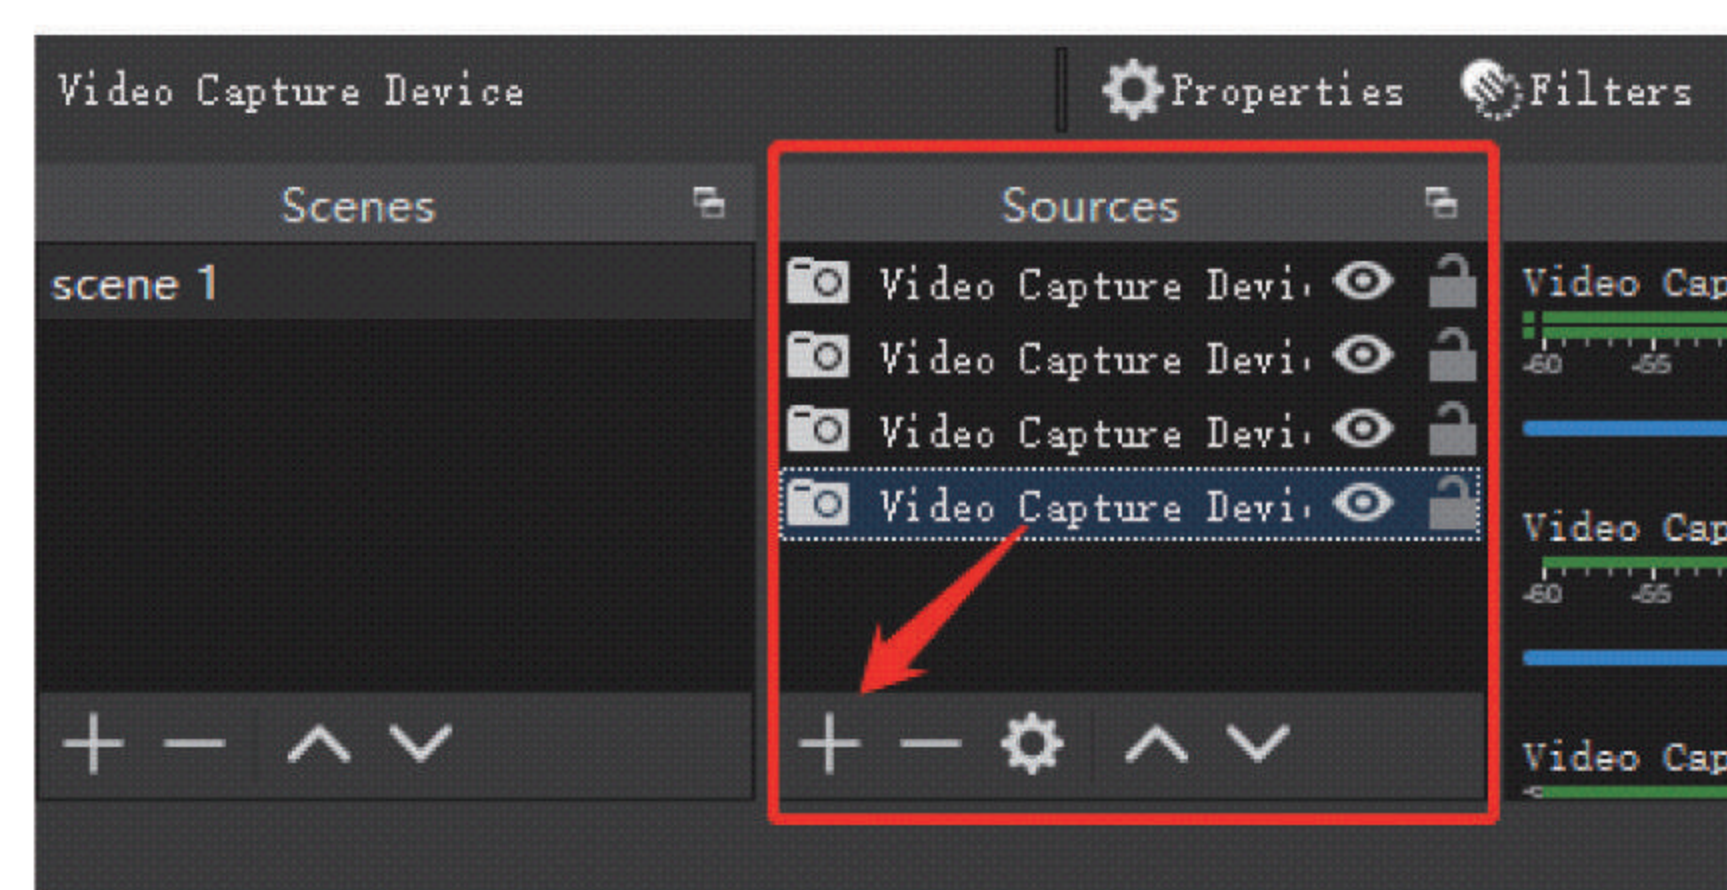 Video Capture Device
Properties
Filters
Scenes
Sources
scene 1
Video Capture Devi
Video Capture Devi
Video Capture Devi
Video Capture Devi
Video Cap
-60 -55
Video Cap
-60 -55
Video Cap